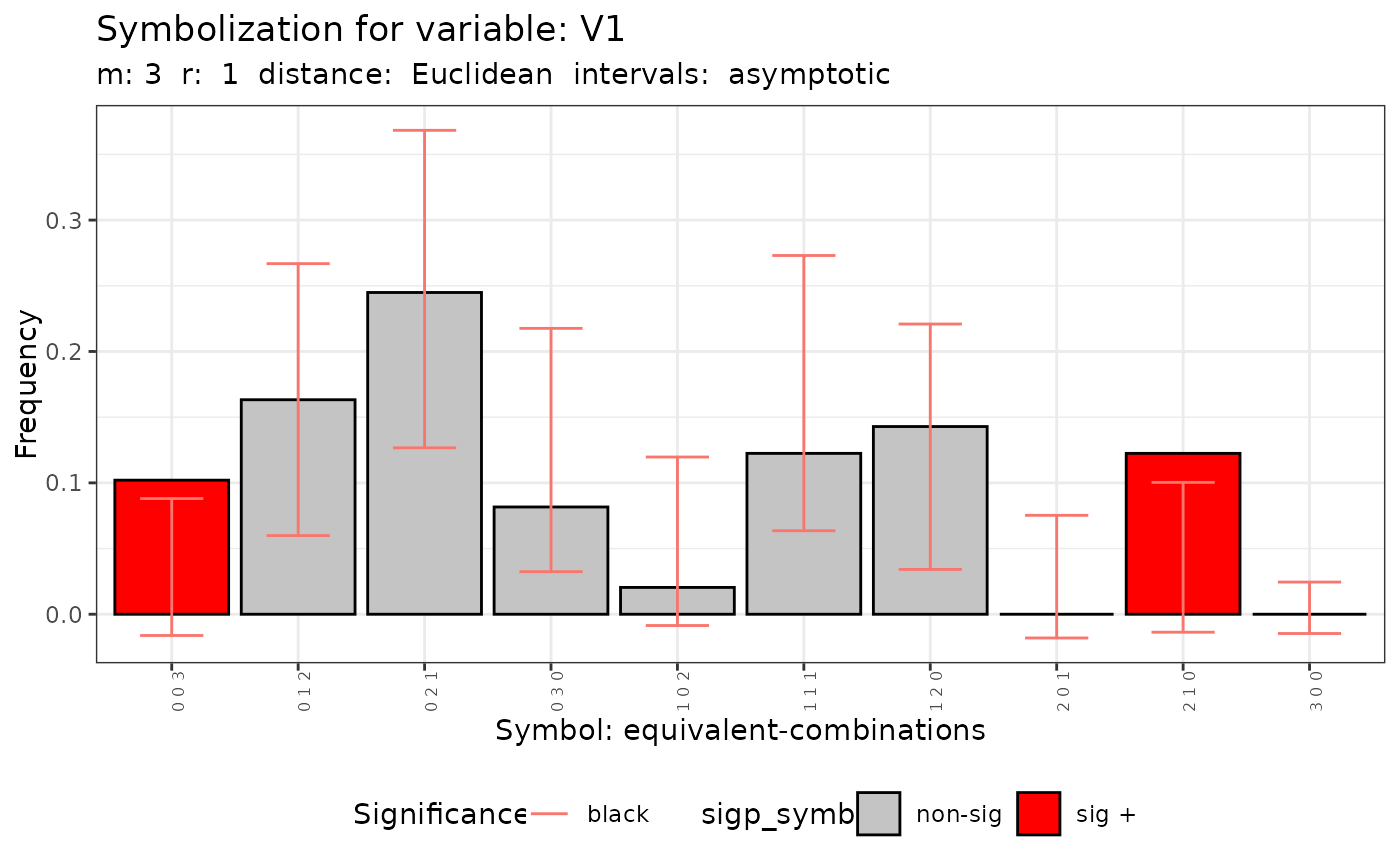 Symbolization for variable: V1
m: 3 r: 1 distance: Euclidean intervals: asymptotic
Frequency
0.3
0.2
0.1
0.0
0 0 3
0 1 2
0 2 1
0 3 0
1 0 2
1 1 1
1 2 0
2 0 1
2 1 0
3 0 0
Symbol: equivalent-combinations
Significance black sigp_symb non-sig sig +